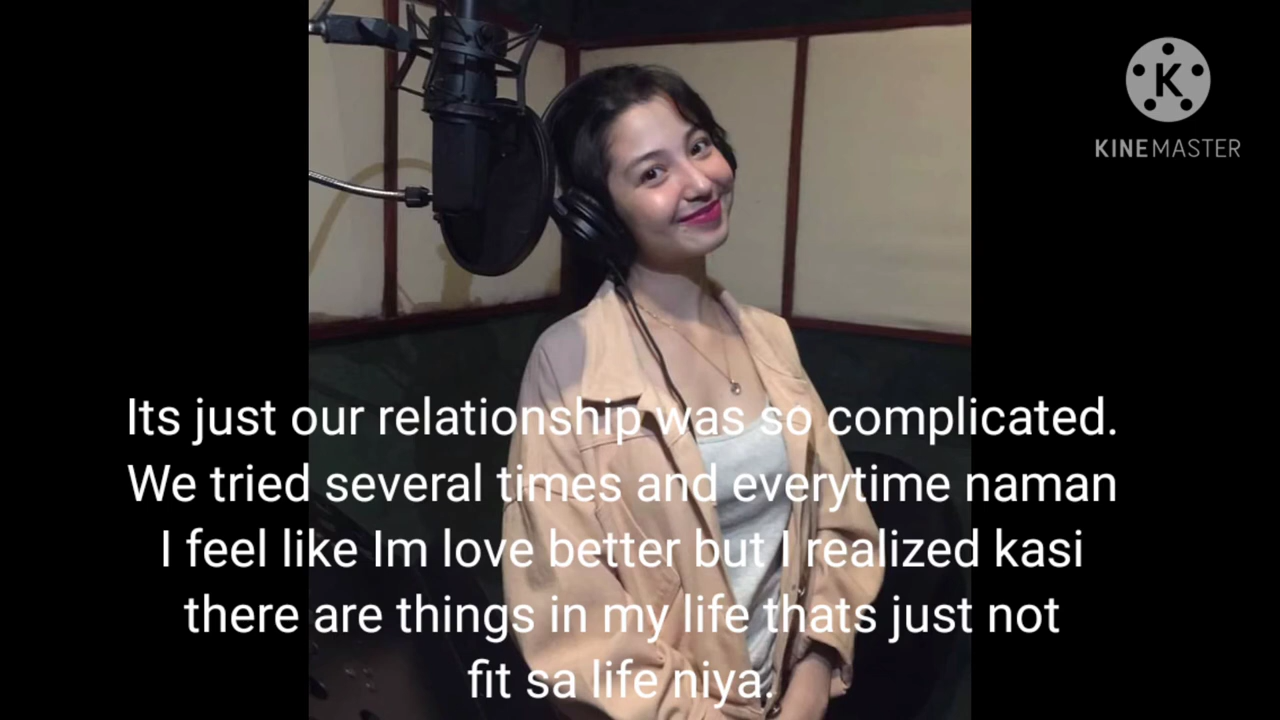 KINEMASTER
Its just our relationship was so complicated.
We tried several times and everytime naman
I feel like Im love better but I realized kasi
there are things in my life thats just not
fit sa life niya.